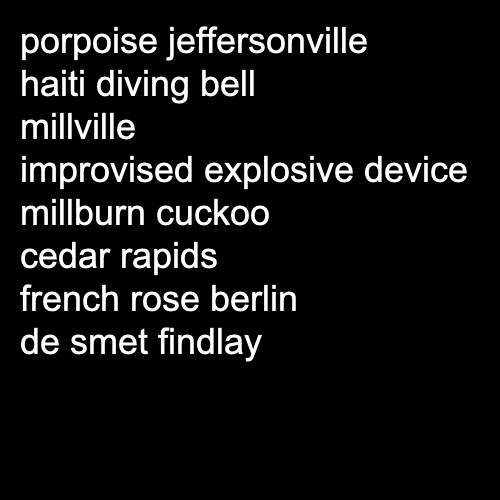 porpoise jeffersonville
haiti diving bell
millville
improvised explosive device
millburn cuckoo
cedar rapids
french rose berlin
de smet findlay